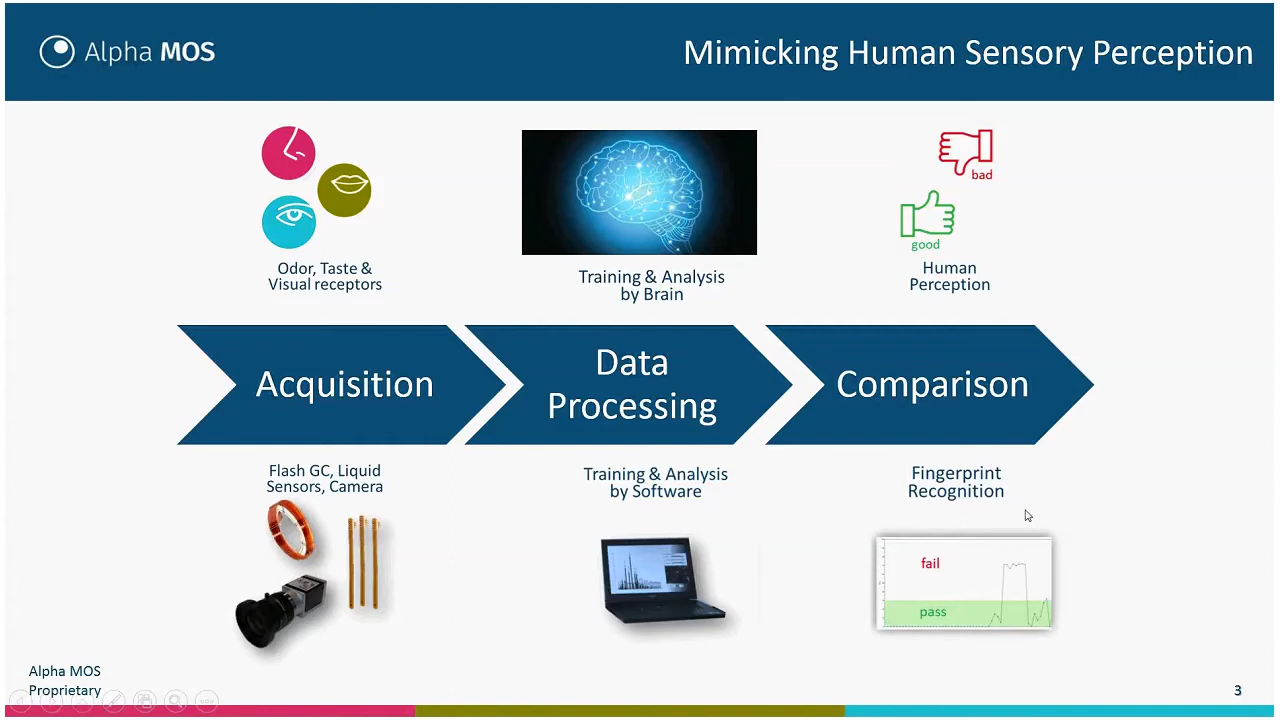 Alpha MOS
Mimicking Human Sensory Perception
Odor, Taste &
Visual receptors
Training & Analysis
by Brain
bad
good
Human
Perception
Acquisition
Data
Processing
Comparison
Flash GC, Liquid
Sensors, Camera
Training & Analysis
by Software
Fingerprint
Recognition
fail
pass
Alpha MOS
Proprietary
3